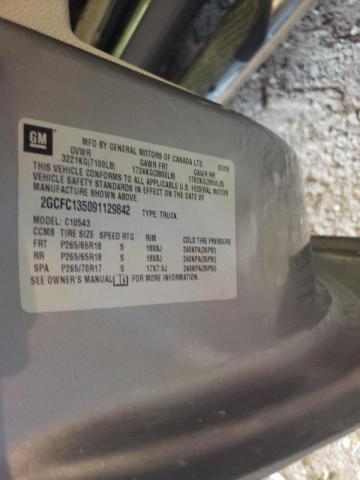 GM
MFD BY GENERAL MOTORS OF CANADA LTD.
GVWR GAWR FRT GAWR RR
3221KG(7100LB) 1724KG(3800LB) 1792KG(3950LB)
THIS VEHICLE CONFORMS TO ALL APPLICABLE U.S. FEDERAL MOTOR
VEHICLE SAFETY STANDARDS IN EFFECT ON THE DATE OF
MANUFACTURE SHOWN ABOVE.
2GCFC135091129842 TYPE: TRUCK
MODEL: C10543
CCMB TIRE SIZE SPEED RTG RIM COLD TIRE PRESSURE
FRT P265/65R18 S 18X8J 240KPA(35PSI)
RR P265/65R18 S 18X8J 240KPA(35PSI)
SPA P265/70R17 S 17X7.5J 240KPA(35PSI)
SEE OWNER'S MANUAL FOR MORE INFORMATION.